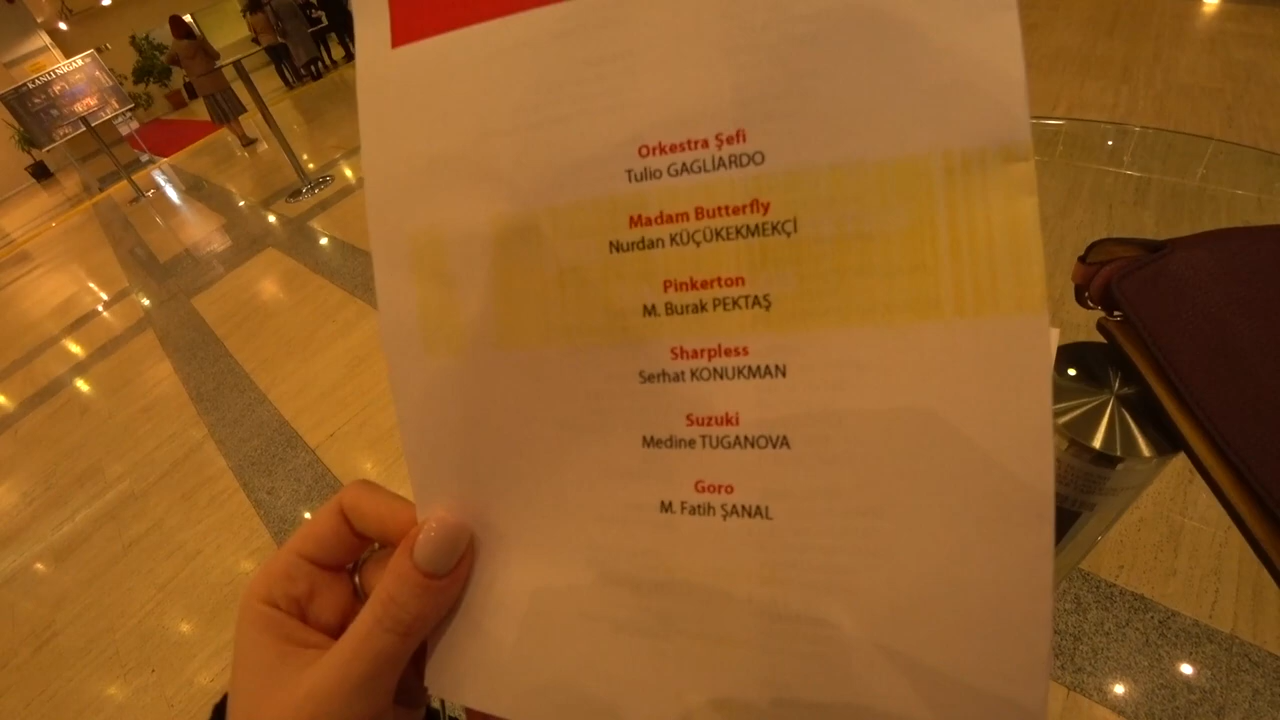 KANLI NİGAR
Orkestra Şefi
Tulio GAGLİARDO
Madam Butterfly
Nurdan KÜÇÜKEKMEKÇİ
Pinkerton
M. Burak PEKTAŞ
Sharpless
Serhat KONUKMAN
Suzuki
Medine TUGANOVA
Goro
M. Fatih ŞANAL